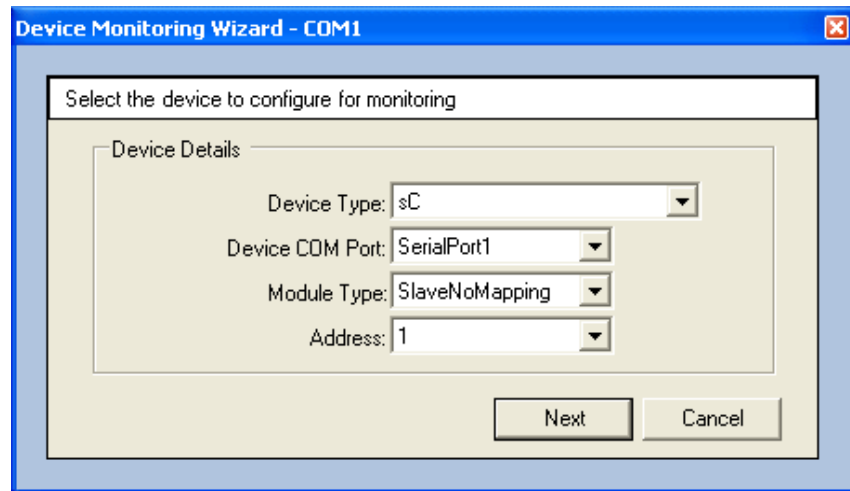 Device Monitoring Wizard - COM1
Select the device to configure for monitoring
Device Details
Device Type: sC
Device COM Port: SerialPort1
Module Type: SlaveNoMapping
Address: 1
Next Cancel